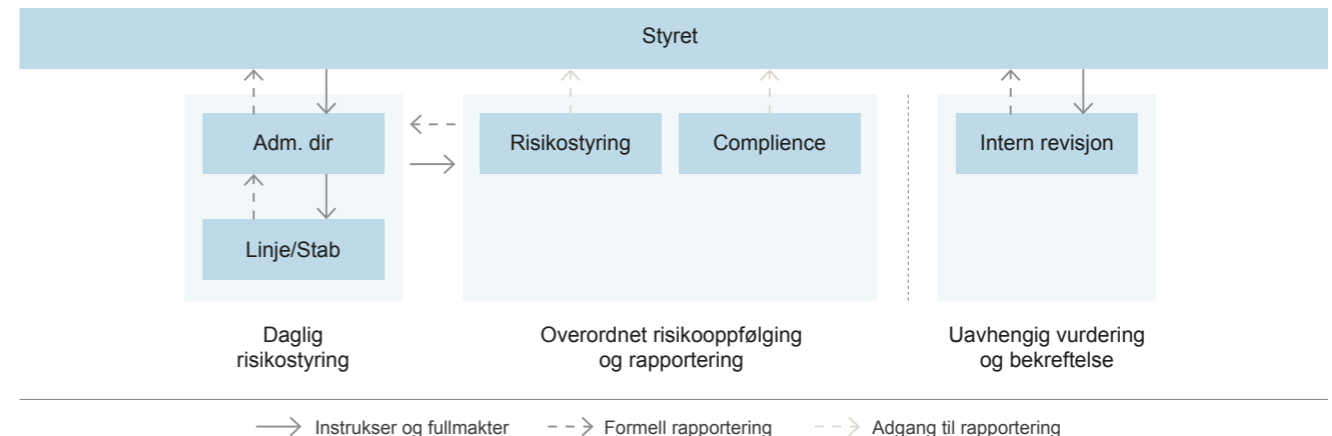 Styret
Adm. dir
Risikostyring
Complience
Intern revisjon
Linje/Stab
Daglig
risikostyring
Overordnet risikooppfølging
og rapportering
Uavhengig vurdering
og bekreftelse
Instrukser og fullmakter
Formell rapportering
Adgang til rapportering